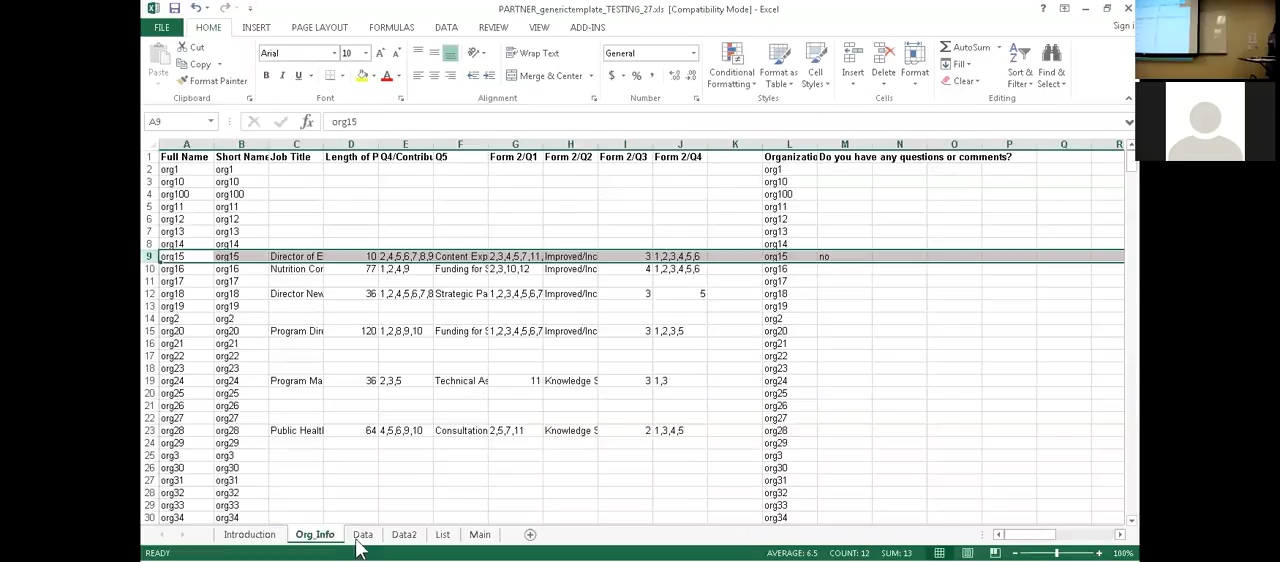 PARTNER_generictemplate_TESTING_27.xls [Compatibility Mode] - Excel
Sign i
FILE HOME INSERT PAGE LAYOUT FORMULAS DATA REVIEW VIEW ADD-INS
Paste
Cut
Copy
Format Painter
Clipboard
Arial 10
B I U
Font
Wrap Text
Merge & Center
Alignment
General
$ %
Number
Conditional Formatting
Format as Table
Cell Styles
Styles
Insert Delete Format
Cells
AutoSum
Fill
Clear
Sort & Filter
Find & Select
Editing
A9 fx org15
A B C D E F G H I J K L M N O P Q R
1 Full Name Short Name Job Title Length of P Q4/Contribu Q5 Form 2/Q1 Form 2/Q2 Form 2/Q3 Form 2/Q4 Organizatio Do you have any questions or comments?
2 org1 org1 org1
3 org10 org10 org10
4 org100 org100 org100
5 org11 org11 org11
6 org12 org12 org12
7 org13 org13 org13
8 org14 org14 org14
9 org15 org15 Director of E 10 2,4,5,6,7,8,9 Content Exp 2,3,4,5,7,11, Improved/Inc 3 1,2,3,4,5,6 org15 no
10 org16 org16 Nutrition Cor 77 1,2,4,9 Funding for S 2,3,10,12 Improved/Inc 4 1,2,3,4,5,6 org16
11 org17 org17 org17
12 org18 org18 Director New 36 1,2,4,5,6,7,8 Strategic Pa 1,2,3,4,5,6,7 Improved/Inc 3 5 org18
13 org19 org19 org19
14 org2 org2 org2
15 org20 org20 Program Dire 120 1,2,8,9,10 Funding for S 1,2,3,4,5,6,7 Improved/Inc 3 1,2,3,5 org20
16 org21 org21 org21
17 org22 org22 org22
18 org23 org23 org23
19 org24 org24 Program Ma 36 2,3,5 Technical As 11 Knowledge S 3 1,3 org24
20 org25 org25 org25
21 org26 org26 org26
22 org27 org27 org27
23 org28 org28 Public Healt 64 4,5,6,9,10 Consultation 2,5,7,11 Knowledge S 2 1,3,4,5 org28
24 org29 org29 org29
25 org3 org3 org3
26 org30 org30 org30
27 org31 org31 org31
28 org32 org32 org32
29 org33 org33 org33
30 org34 org34 org34
Introduction Org_Info Data Data2 List Main
READY AVERAGE: 6.5 COUNT: 12 SUM: 13 100%